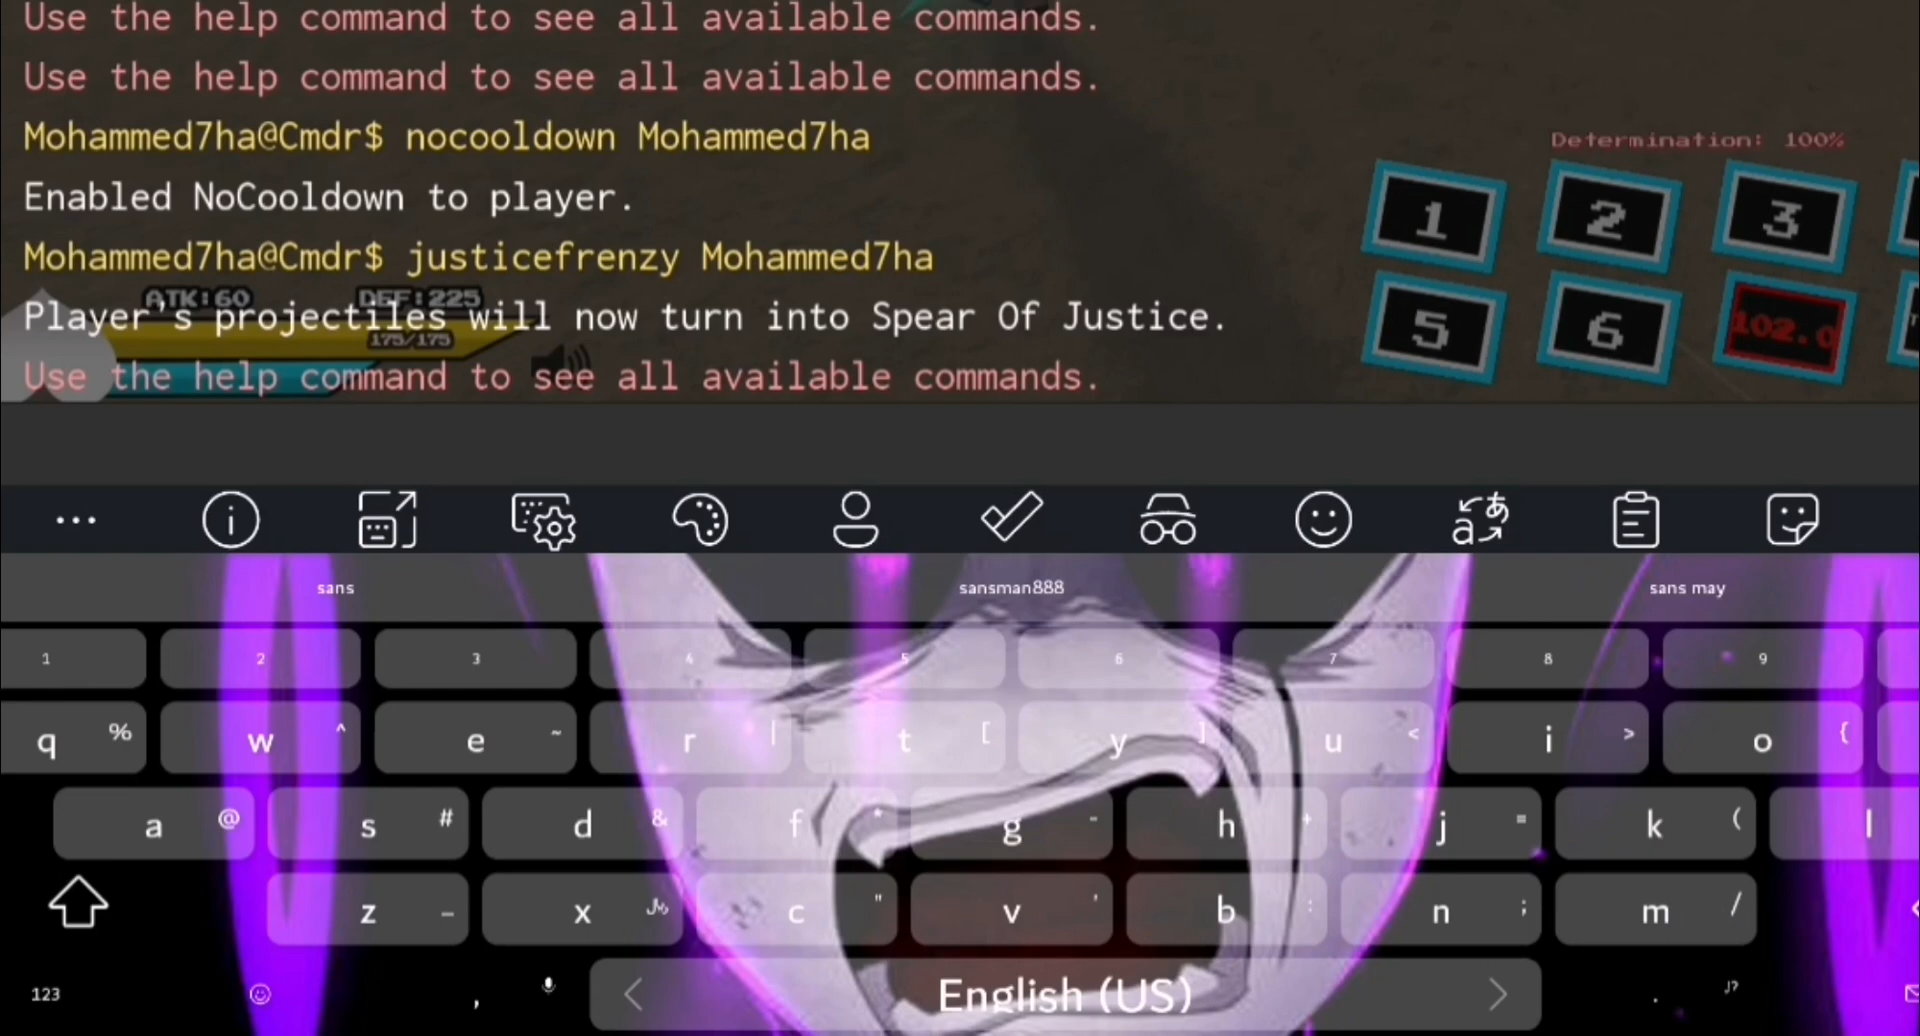 Use the help command to see all available commands.
Use the help command to see all available commands.
Mohammed7ha@Cmdr$ nocooldown Mohammed7ha
Determination: 100%
Enabled NoCooldown to player.
1 2 3
Mohammed7ha@Cmdr$ justicefrenzy Mohammed7ha
ATK:60 DEF:225
Player's projectiles will now turn into Spear Of Justice.
175/175
5 6 102.0
Use the help command to see all available commands.
sans sansman888 sans may
1 2 3 4 5 6 7 8 9
q % w ^ e ~ r | t [ y ] u < i > o {
a @ s # d & f * g - h + j = k ( l
z _ x c " v ' b : n ; m /
123 , < English (US) > . !?